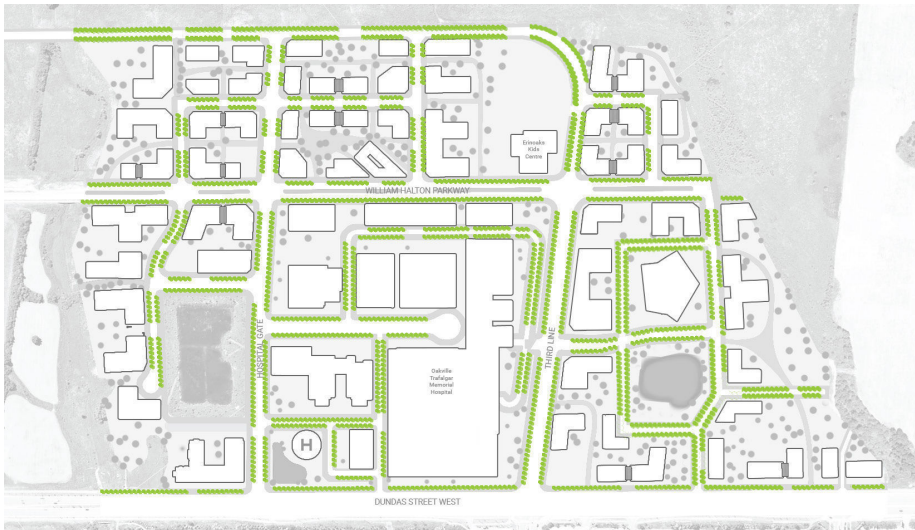 Erinoaks
Kids
Centre
WILLIAM HALTON PARKWAY
HOSPITAL GATE
THIRD LINE
Oakville
Trafalgar
Memorial
Hospital
H
DUNDAS STREET WEST